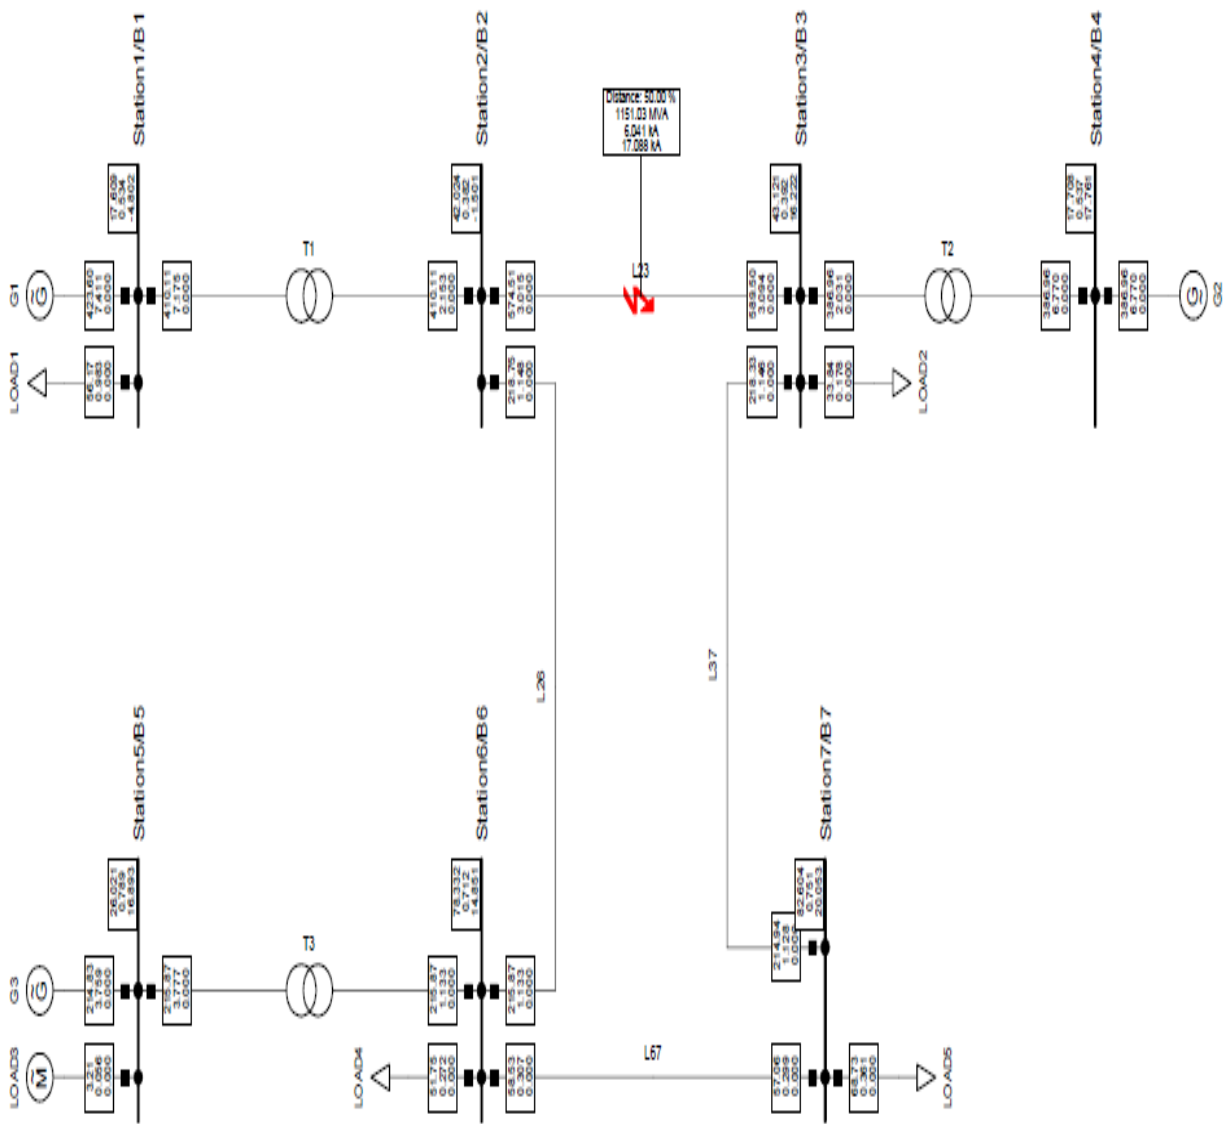 Station1/B1
Station2/B2
Station3/B3
Station4/B4
Distance: 50.00 %
1151.03 MVA
6.041 kA
17.088 kA
17.609
0.534
-4.802
42.024
0.382
-1.501
43.121
0.392
16.222
17.708
0.537
17.761
G1
G̃
423.60
7.411
0.000
410.11
7.175
0.000
T1
410.11
2.153
0.000
574.51
3.015
0.000
L23
589.50
3.094
0.000
386.96
2.031
0.000
T2
386.96
6.770
0.000
386.96
6.770
0.000
G̃
G2
LOAD1
56.17
0.983
0.000
218.75
1.148
0.000
218.33
1.146
0.000
33.84
0.178
0.000
LOAD2
L26
L37
Station5/B5
Station6/B6
Station7/B7
26.021
0.789
16.893
78.332
0.712
14.851
82.604
0.751
20.053
214.94
1.128
G3
G̃
214.83
3.759
0.000
215.87
3.777
0.000
T3
215.87
1.133
0.000
215.87
1.133
0.000
LOAD3
M̃
3.21
0.056
0.000
LOAD4
51.75
0.272
0.000
58.53
0.307
0.000
L67
57.06
0.299
0.000
68.73
0.361
0.000
LOAD5